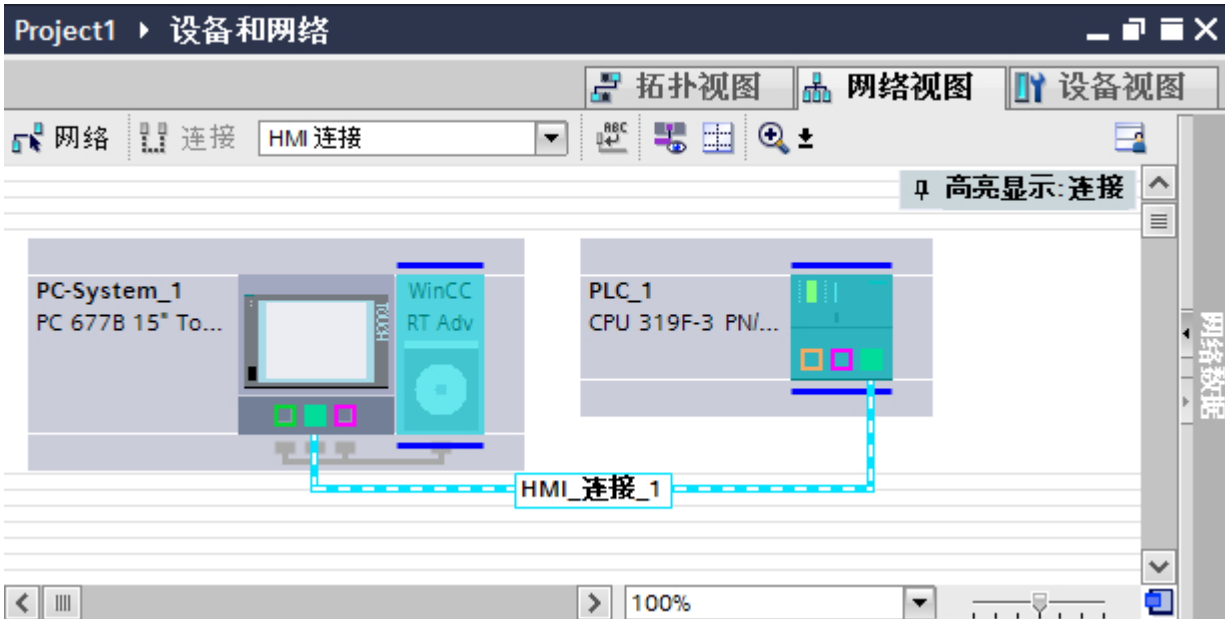 Project1 ▸ 设备和网络
拓扑视图 网络视图 设备视图
网络 连接 HMI 连接
高亮显示:连接
PC-System_1
PC 677B 15" To...
TOUCH
WinCC
RT Adv
PLC_1
CPU 319F-3 PN/...
HMI_连接_1
网络数据
100%